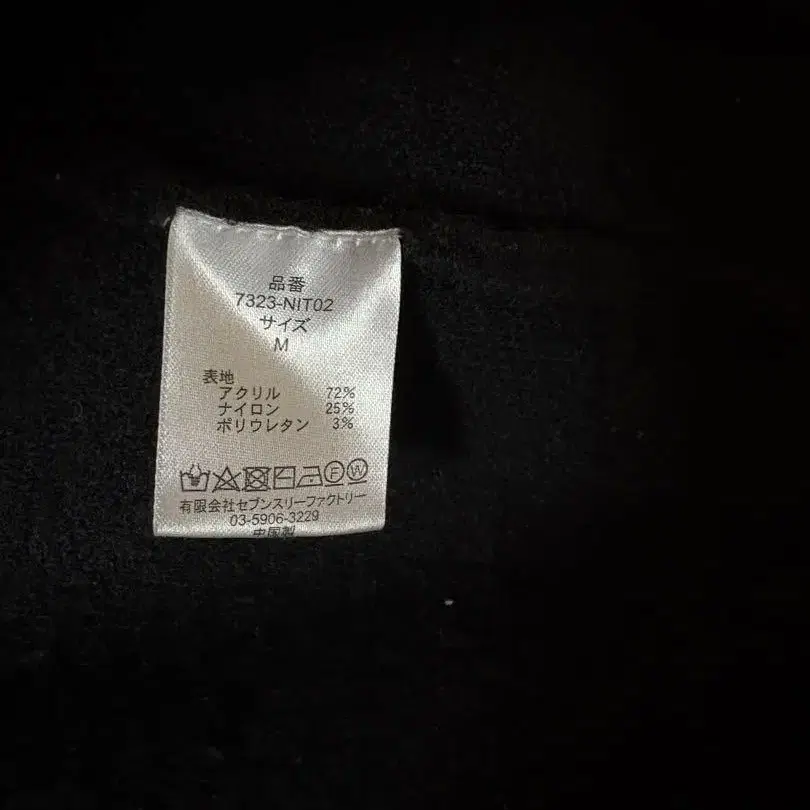 品番
7323-NIT02
サイズ
M
表地
アクリル 72%
ナイロン 25%
ポリウレタン 3%
F W
有限会社セブンスリーファクトリー
03-5906-3229
中国製